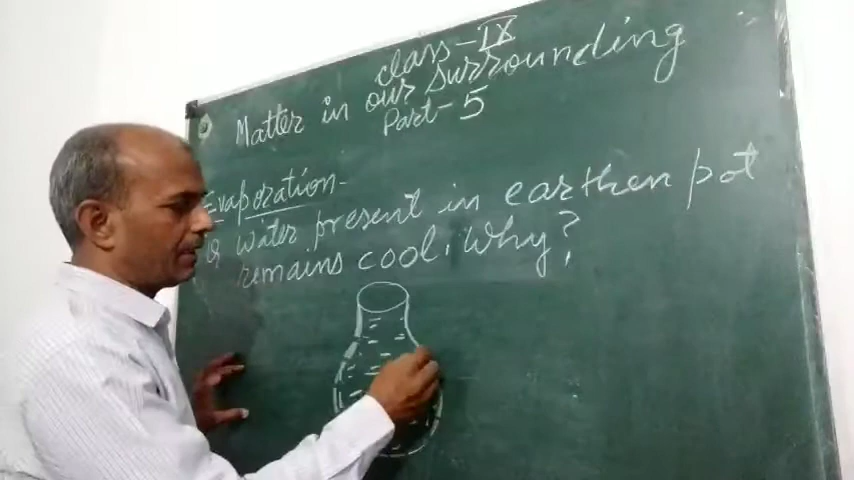 class-IX
Matter in our surrounding
Part-5
Evaporation-
Q water present in earthen pot
remains cool, why?